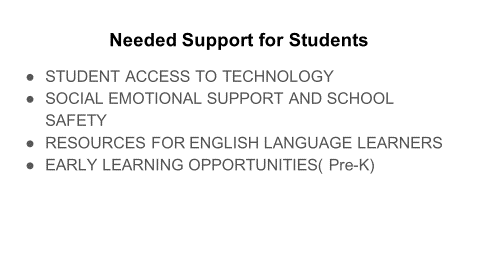 Needed Support for Students
● STUDENT ACCESS TO TECHNOLOGY
● SOCIAL EMOTIONAL SUPPORT AND SCHOOL
SAFETY
● RESOURCES FOR ENGLISH LANGUAGE LEARNERS
● EARLY LEARNING OPPORTUNITIES( Pre-K)